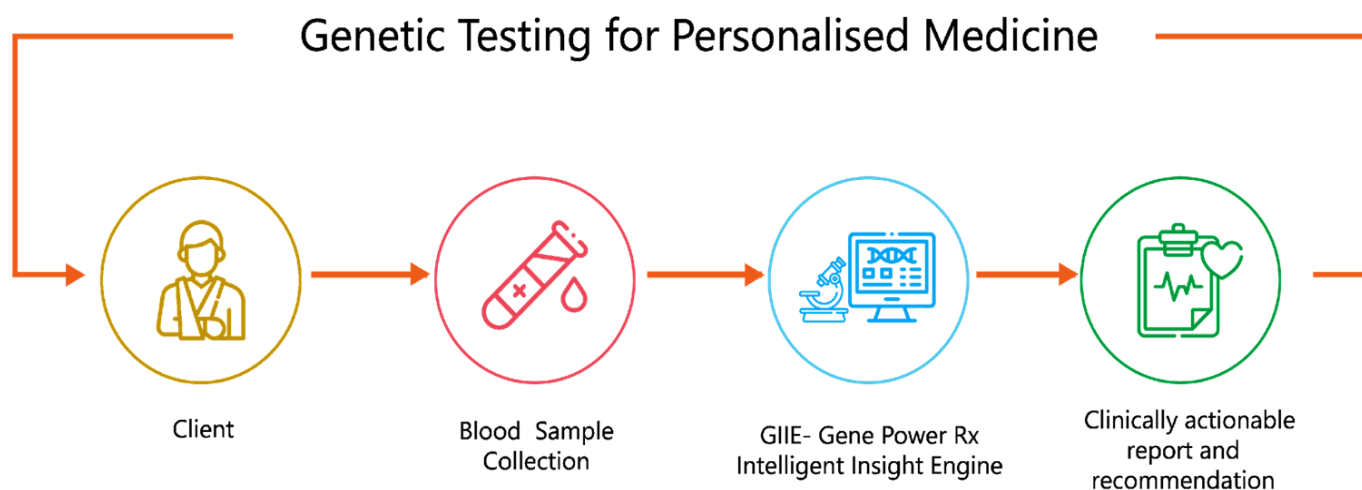 Genetic Testing for Personalised Medicine
Client
Blood Sample
Collection
GIIE- Gene Power Rx
Intelligent Insight Engine
Clinically actionable
report and
recommendation